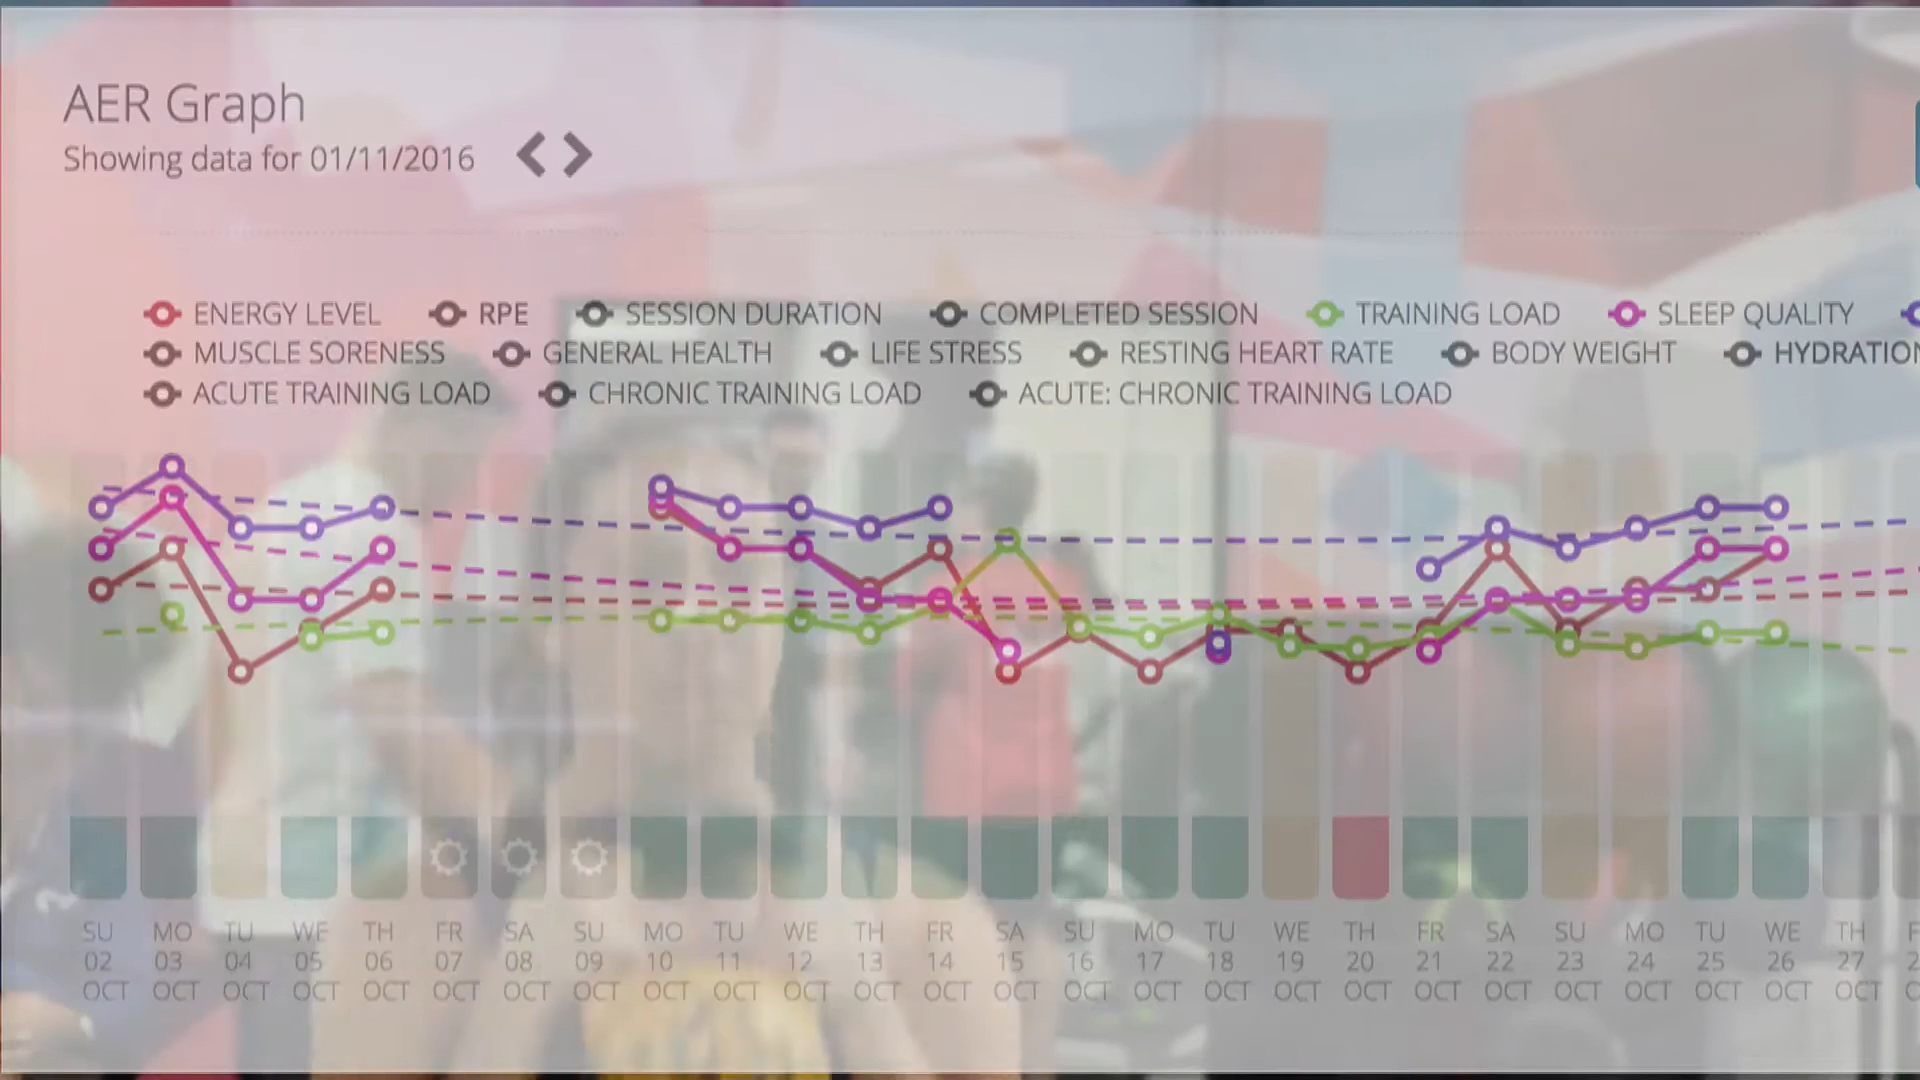 AER Graph
Showing data for 01/11/2016
ENERGY LEVEL RPE SESSION DURATION COMPLETED SESSION TRAINING LOAD SLEEP QUALITY
MUSCLE SORENESS GENERAL HEALTH LIFE STRESS RESTING HEART RATE BODY WEIGHT HYDRATION
ACUTE TRAINING LOAD CHRONIC TRAINING LOAD ACUTE: CHRONIC TRAINING LOAD
SU MO TU WE TH FR SA SU MO TU WE TH FR SA SU MO TU WE TH FR SA SU MO TU WE TH
02 03 04 05 06 07 08 09 10 11 12 13 14 15 16 17 18 19 20 21 22 23 24 25 26 27
OCT OCT OCT OCT OCT OCT OCT OCT OCT OCT OCT OCT OCT OCT OCT OCT OCT OCT OCT OCT OCT OCT OCT OCT OCT OCT